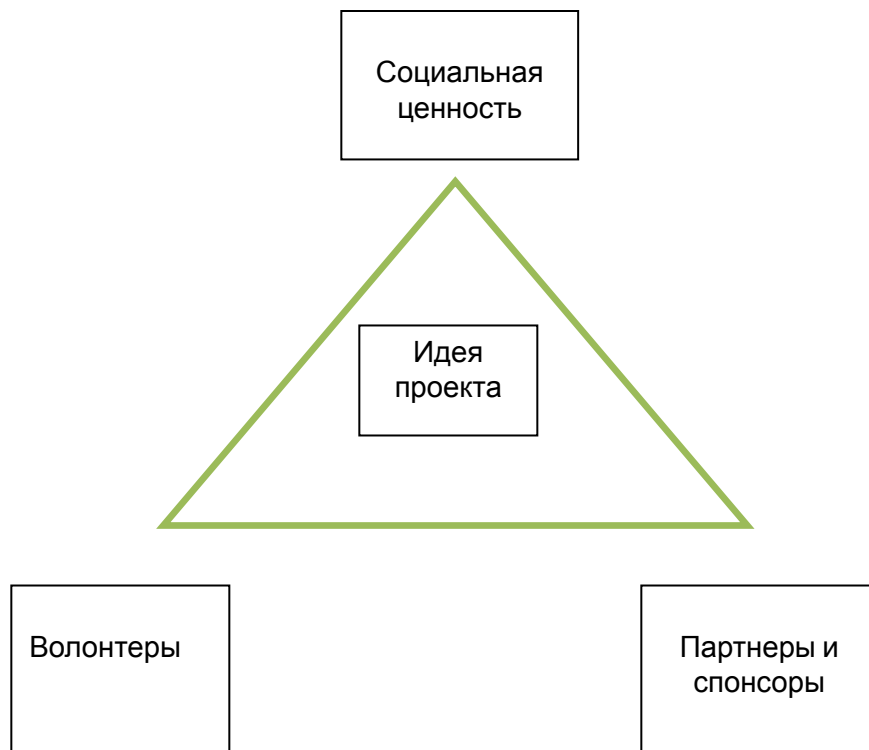 Социальная
ценность
Идея
проекта
Волонтеры
Партнеры и
спонсоры